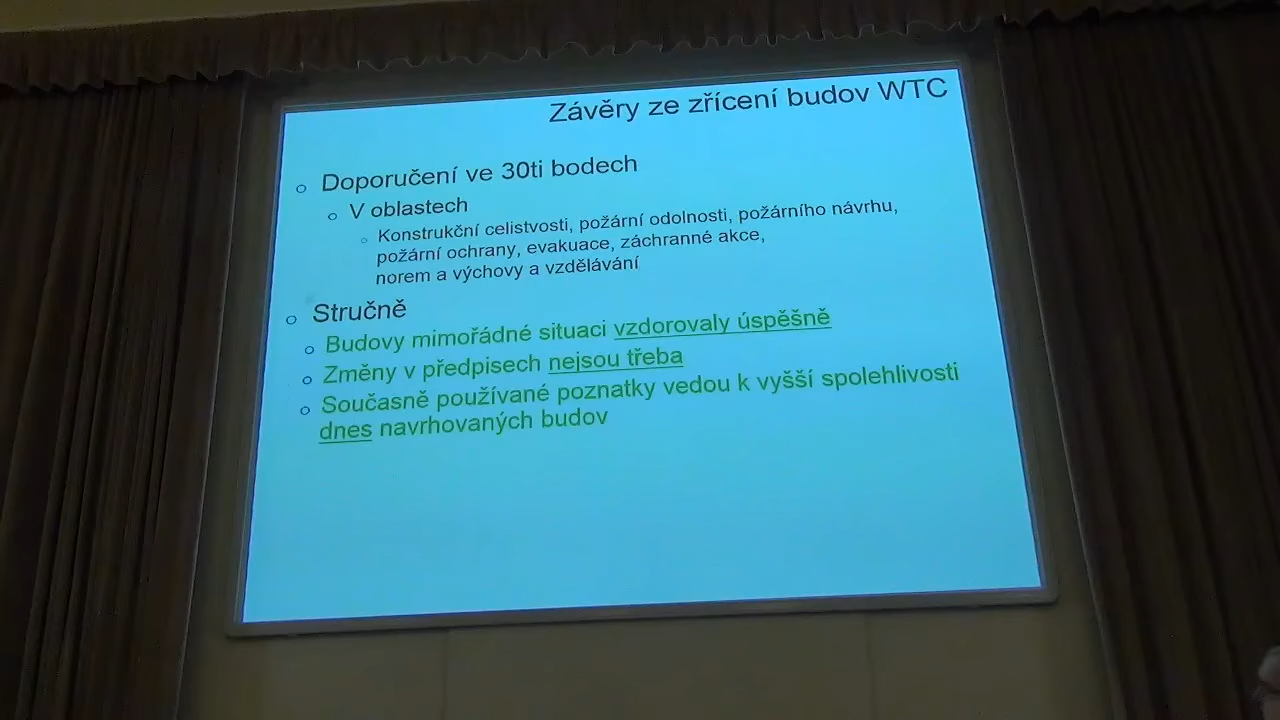 Závěry ze zřícení budov WTC
Doporučení ve 30ti bodech
V oblastech
Konstrukční celistvosti, požární odolnosti, požárního návrhu,
požární ochrany, evakuace, záchranné akce,
norem a výchovy a vzdělávání
Stručně
Budovy mimořádné situaci vzdorovaly úspěšně
Změny v předpisech nejsou třeba
Současně používané poznatky vedou k vyšší spolehlivosti
dnes navrhovaných budov